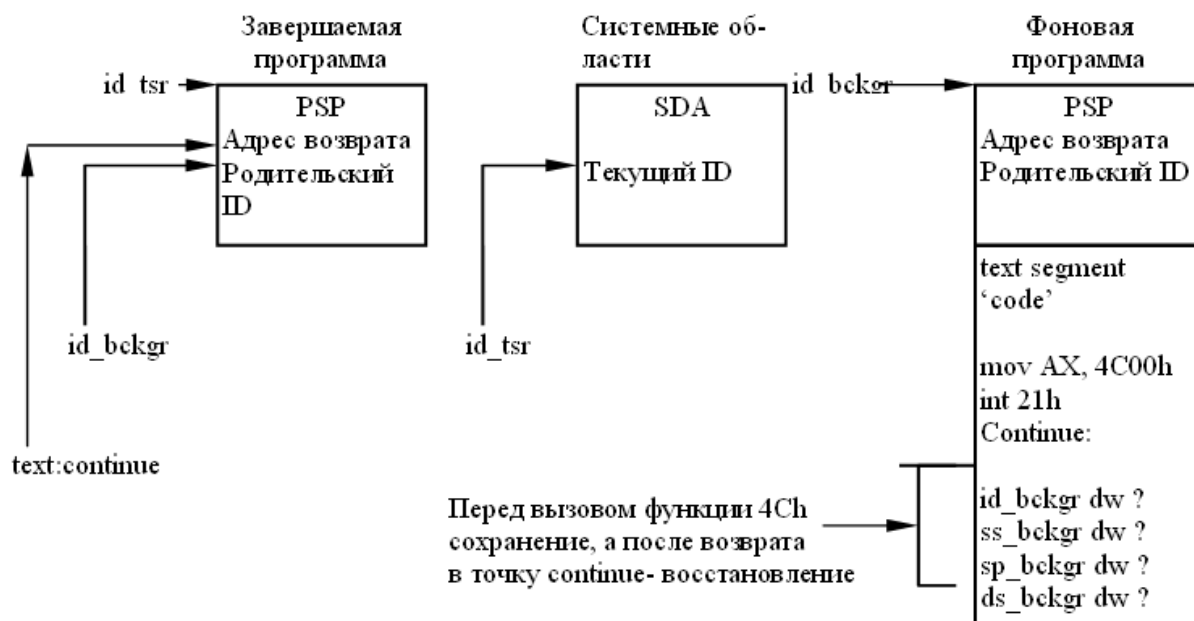 Завершаемая
программа
Системные об-
ласти
Фоновая
программа
id_tsr
PSP
Адрес возврата
Родительский
ID
id_bckgr
text:continue
SDA
Текущий ID
id_tsr
id_bckgr
PSP
Адрес возврата
Родительский ID
text segment
‘code’
mov AX, 4C00h
int 21h
Continue:
id_bckgr dw ?
ss_bckgr dw ?
sp_bckgr dw ?
ds_bckgr dw ?
Перед вызовом функции 4Ch
сохранение, а после возврата
в точку continue- восстановление